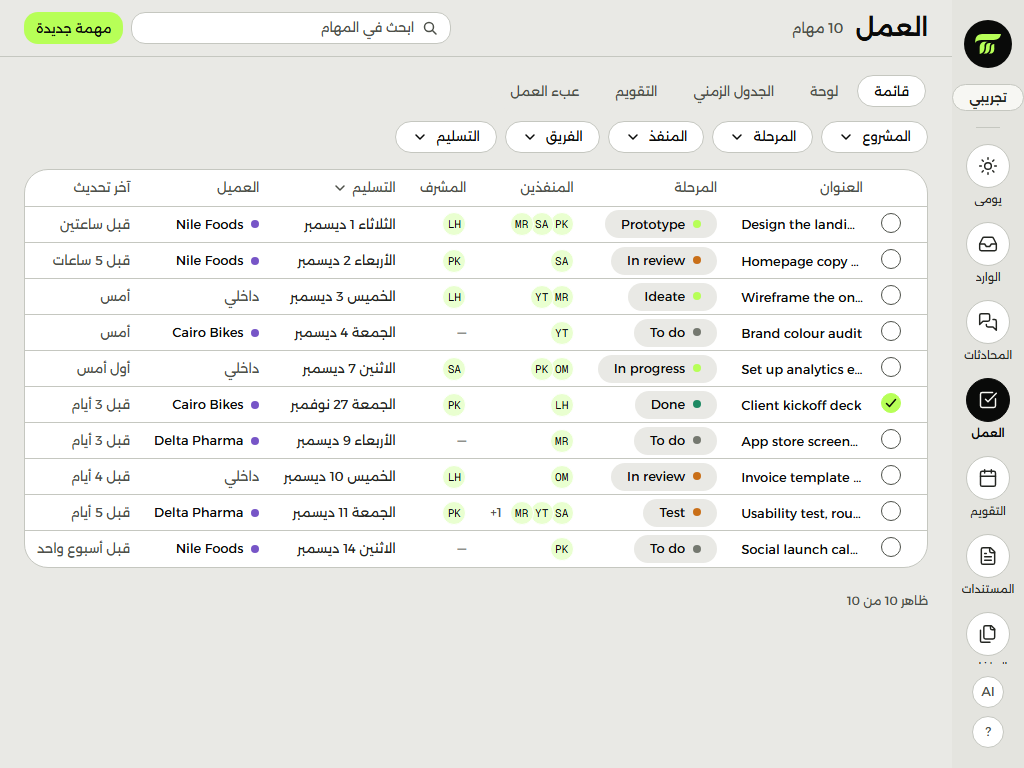 العمل
10 مهام
ابحث في المهام
مهمة جديدة
تجريبي
يومي
الوارد
المحادثات
العمل
التقويم
المستندات
AI
?
قائمة
لوحة
الجدول الزمني
التقويم
عبء العمل
المشروع
المرحلة
المنفذ
الفريق
التسليم
العنوان المرحلة المنفذين المشرف التسليم العميل آخر تحديث
Design the landi... Prototype PK SA MR LH الثلاثاء 1 ديسمبر Nile Foods قبل ساعتين
Homepage copy ... In review SA PK الأربعاء 2 ديسمبر Nile Foods قبل 5 ساعات
Wireframe the on... Ideate MR YT LH الخميس 3 ديسمبر داخلي أمس
Brand colour audit To do YT — الجمعة 4 ديسمبر Cairo Bikes أمس
Set up analytics e... In progress OM PK SA الاثنين 7 ديسمبر داخلي أول أمس
Client kickoff deck Done LH PK الجمعة 27 نوفمبر Cairo Bikes قبل 3 أيام
App store screen... To do MR — الأربعاء 9 ديسمبر Delta Pharma قبل 3 أيام
Invoice template ... In review OM LH الخميس 10 ديسمبر داخلي قبل 4 أيام
Usability test, rou... Test SA YT MR +1 PK الجمعة 11 ديسمبر Delta Pharma قبل 5 أيام
Social launch cal... To do PK — الاثنين 14 ديسمبر Nile Foods قبل أسبوع واحد
ظاهر 10 من 10